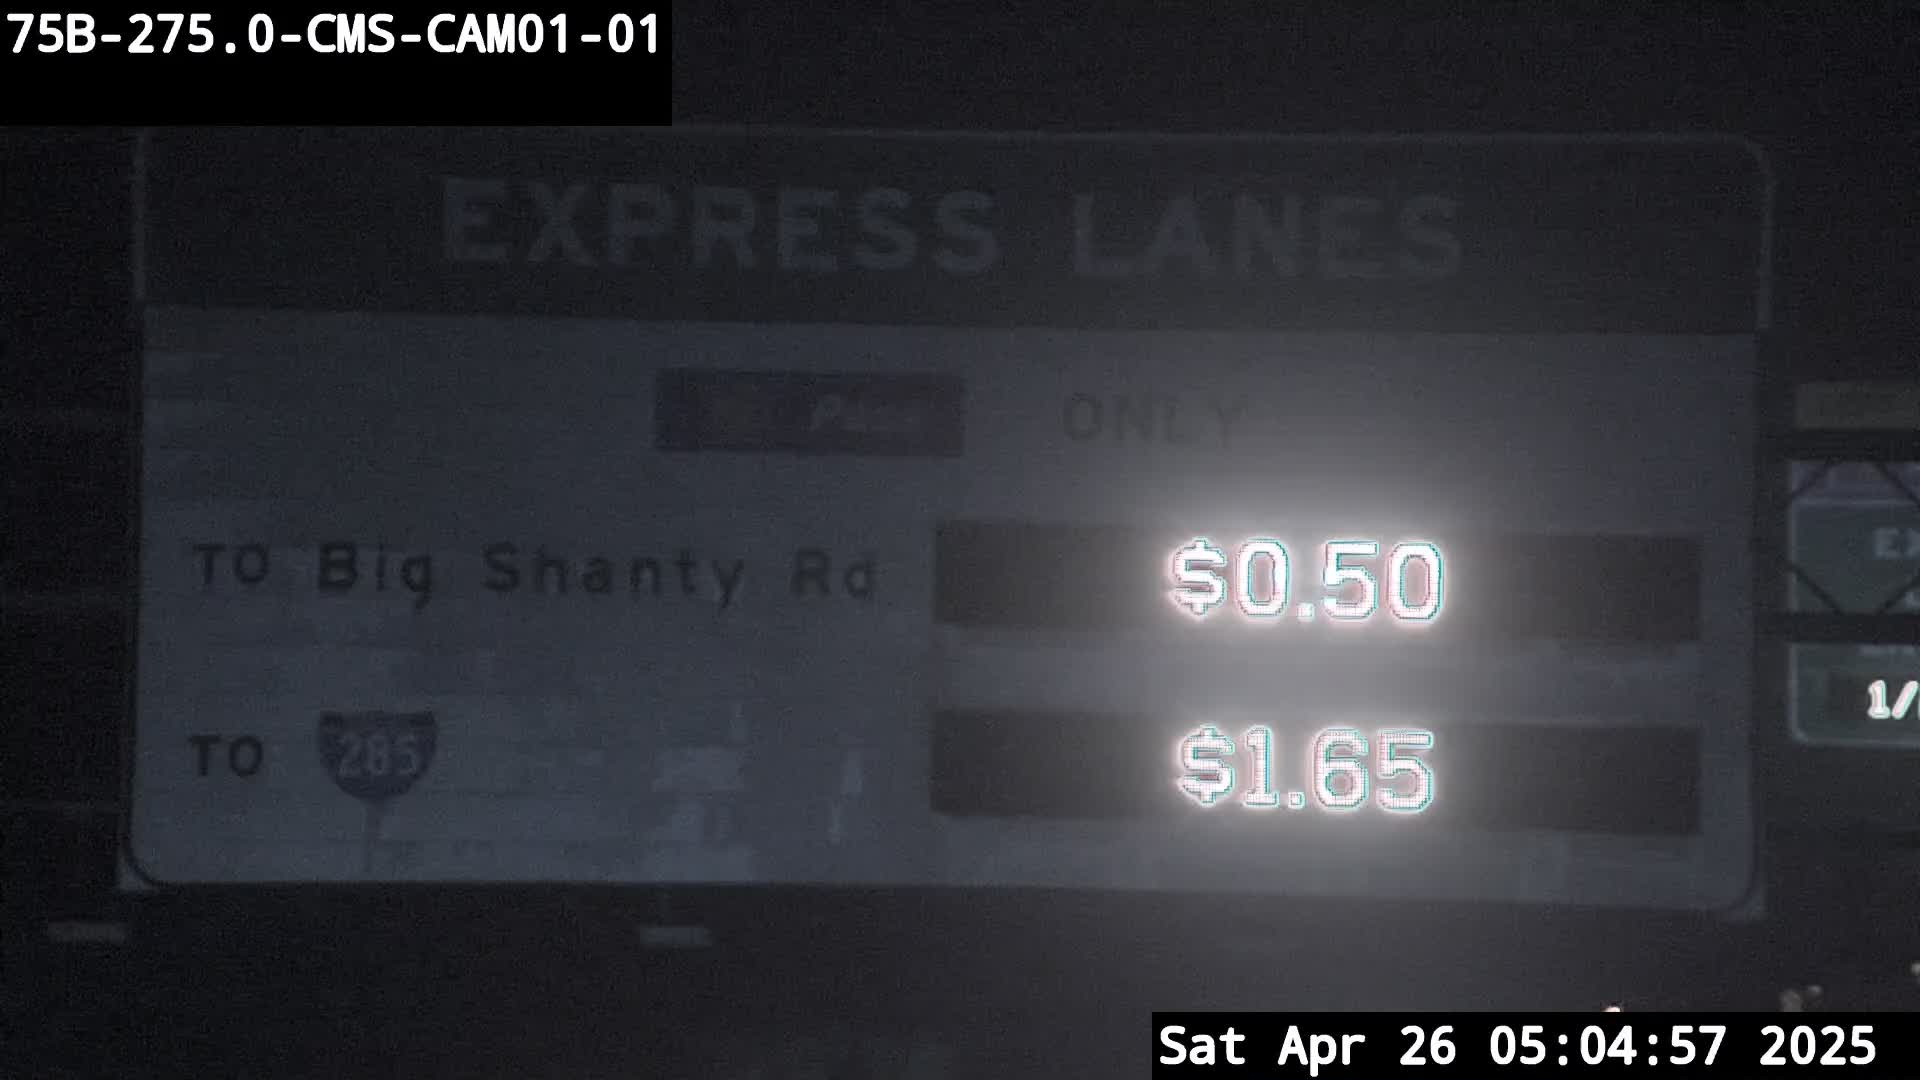 75B-275.0-CMS-CAM01-01
EXPRESS LANES
ONLY
TO Big Shanty Rd $0.50
TO 285 $1.65
Sat Apr 26 05:04:57 2025